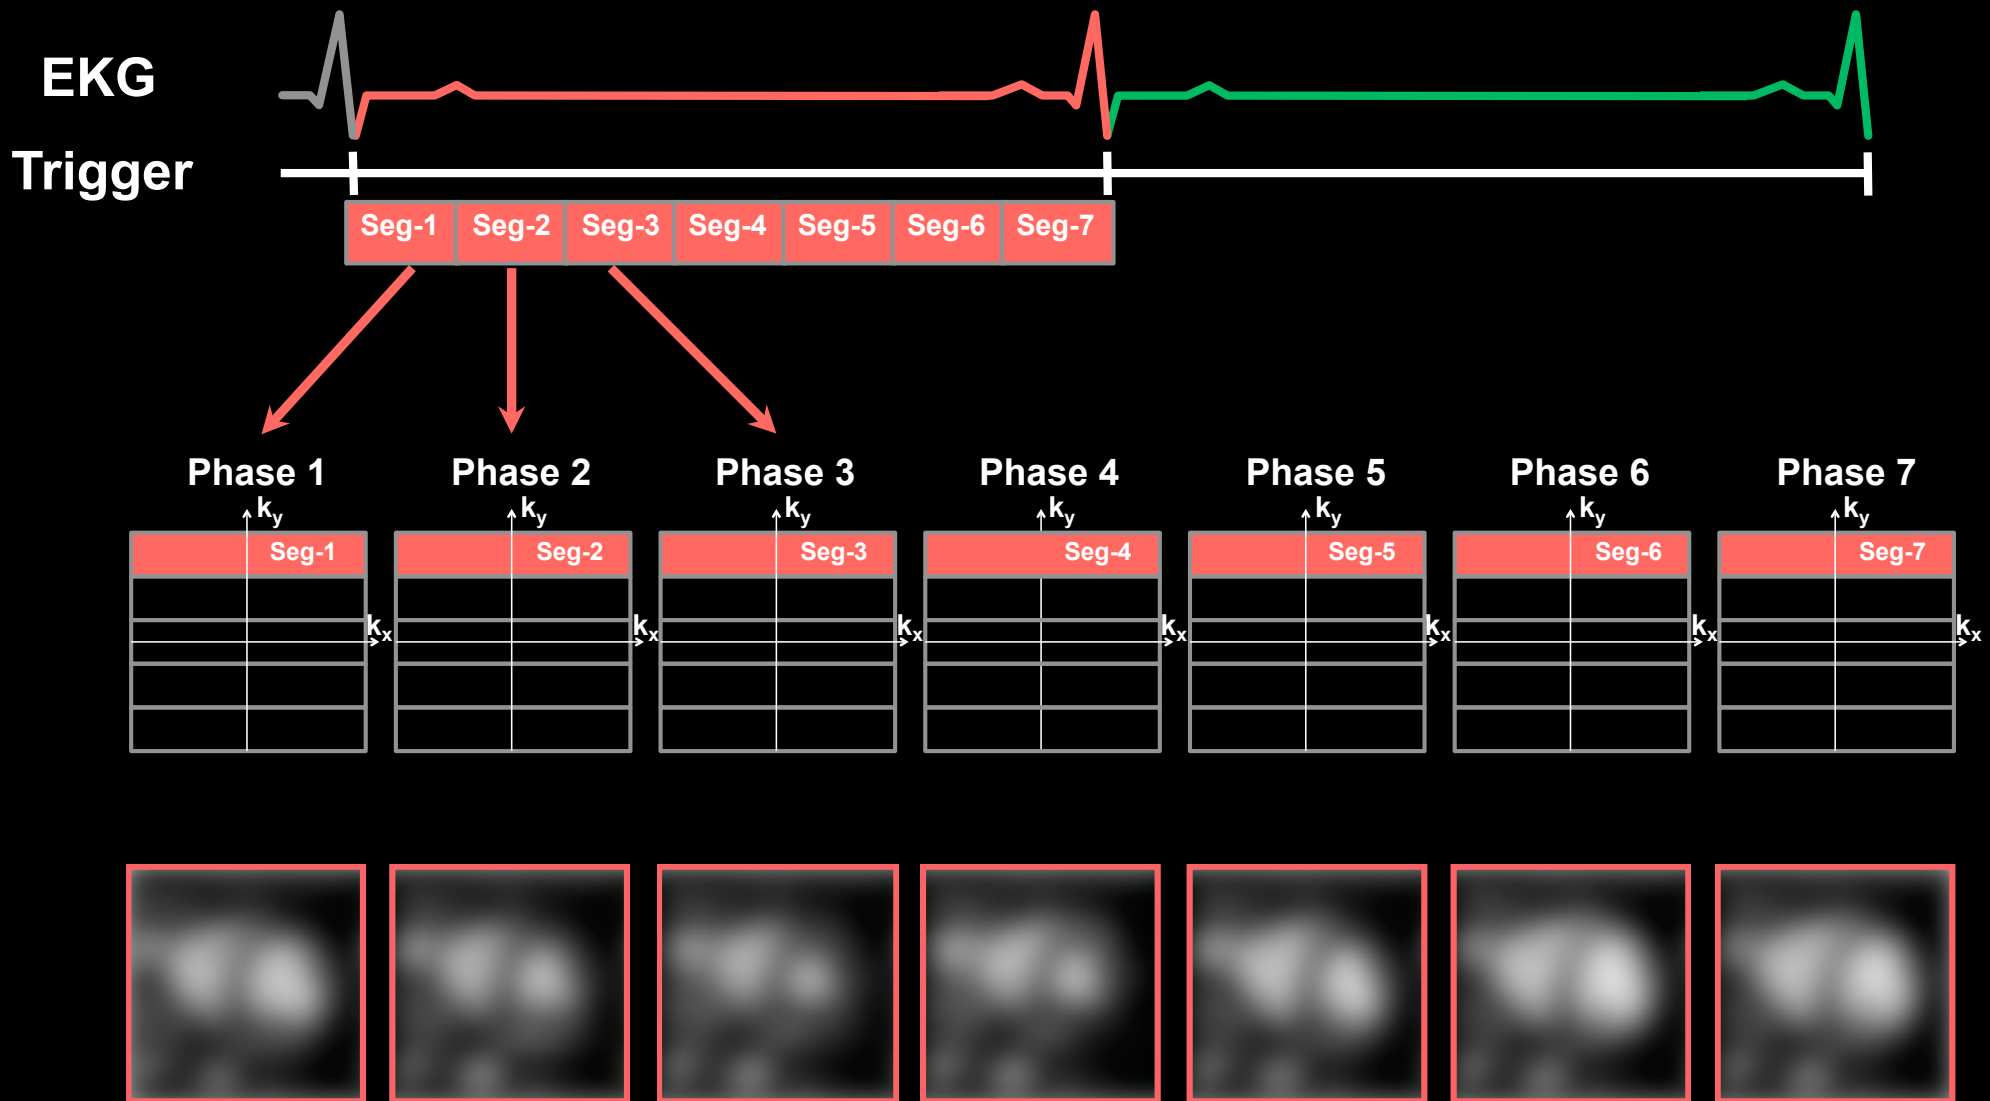 EKG
Trigger
Seg-1 Seg-2 Seg-3 Seg-4 Seg-5 Seg-6 Seg-7
Phase 1 Phase 2 Phase 3 Phase 4 Phase 5 Phase 6 Phase 7
ky ky ky ky ky ky ky
Seg-1 Seg-2 Seg-3 Seg-4 Seg-5 Seg-6 Seg-7
kx kx kx kx kx kx kx